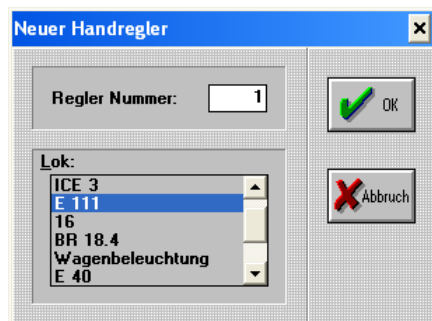 Neuer Handregler
Regler Nummer: 1
OK
Lok:
ICE 3
E 111
16
BR 18.4
Wagenbeleuchtung
E 40
Abbruch